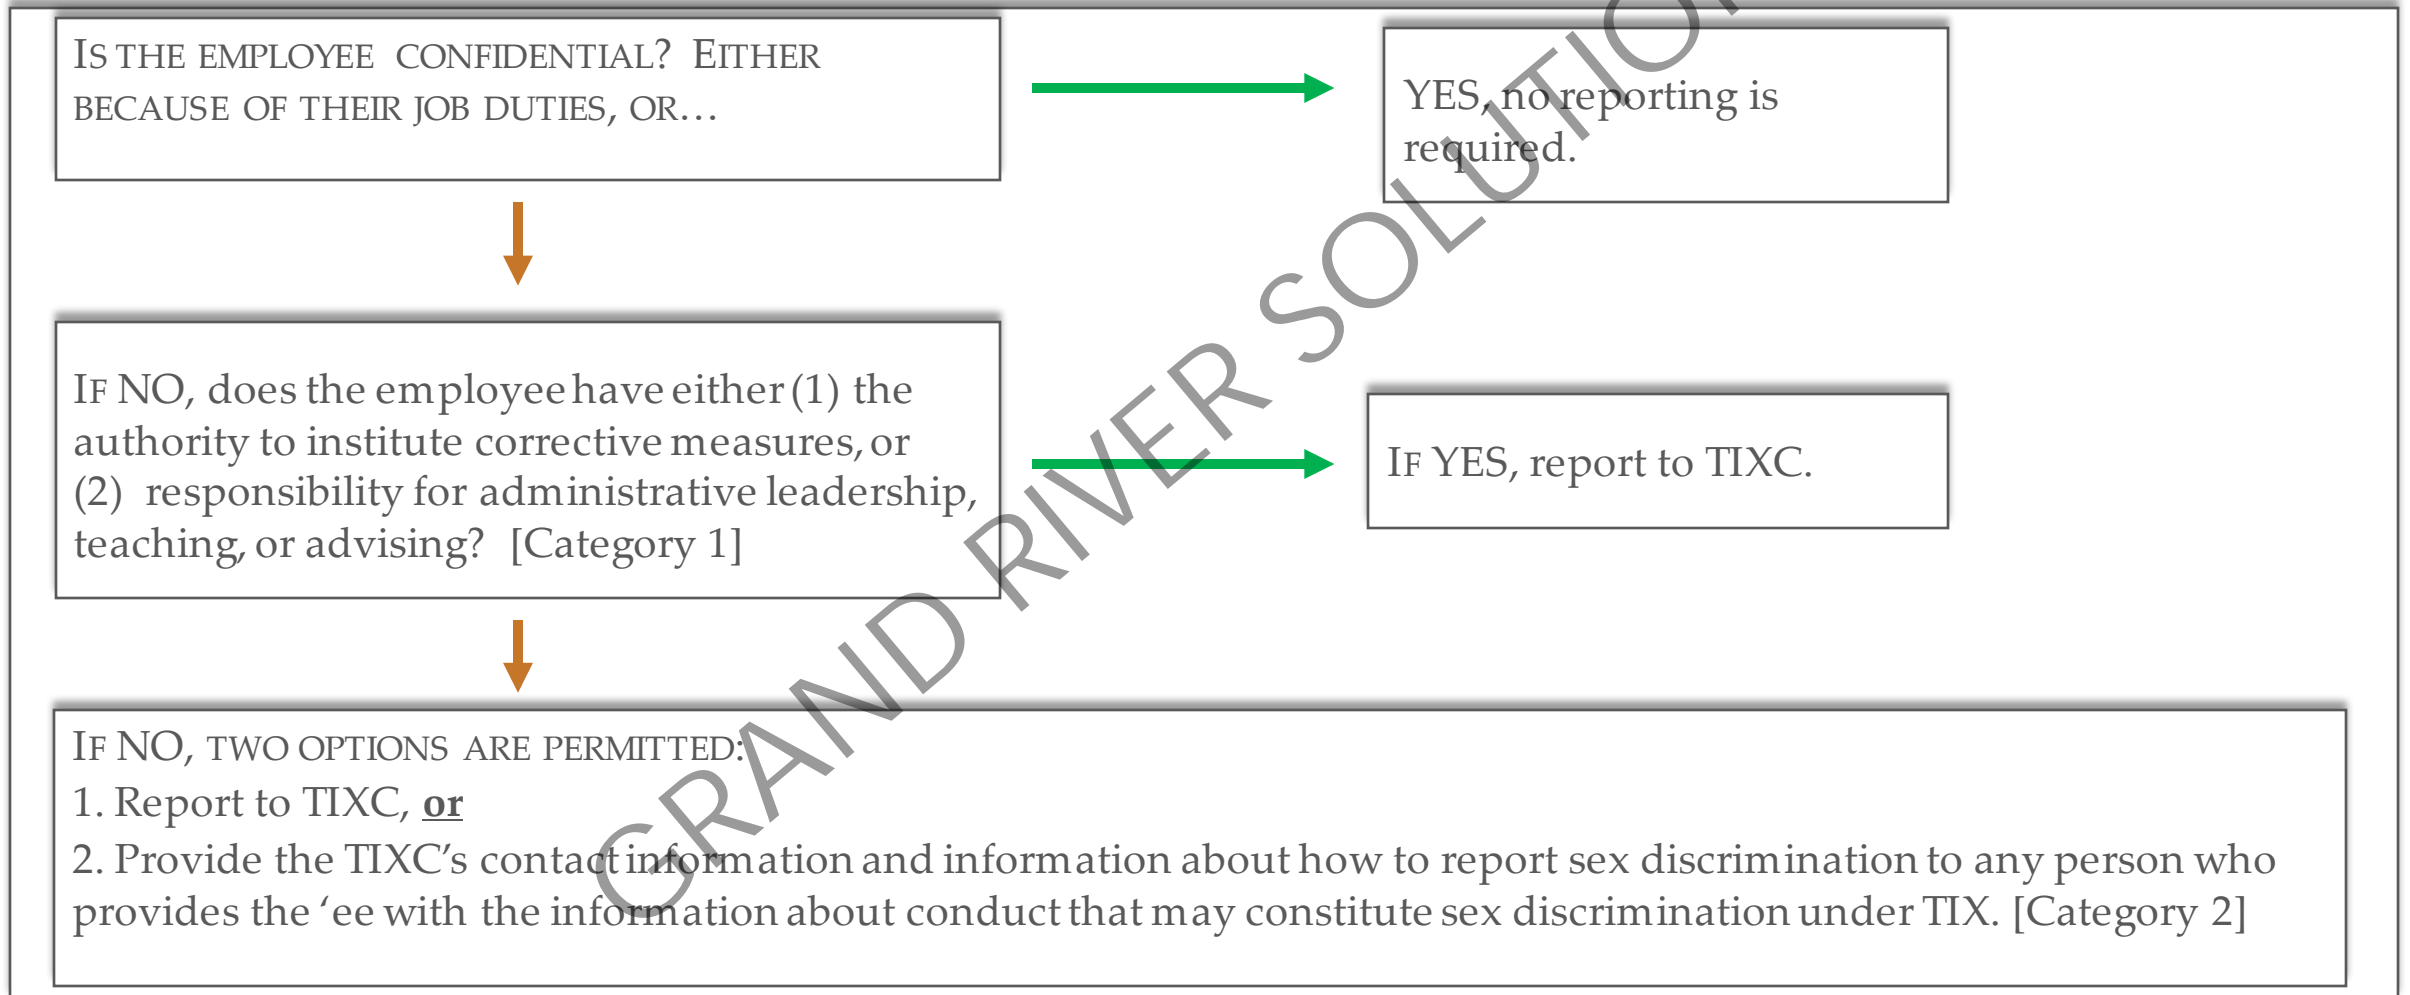 IS THE EMPLOYEE CONFIDENTIAL? EITHER
BECAUSE OF THEIR JOB DUTIES, OR…
YES, no reporting is
required.
IF NO, does the employee have either (1) the
authority to institute corrective measures, or
(2) responsibility for administrative leadership,
teaching, or advising? [Category 1]
IF YES, report to TIXC.
IF NO, TWO OPTIONS ARE PERMITTED:
1. Report to TIXC, or
2. Provide the TIXC’s contact information and information about how to report sex discrimination to any person who
provides the ‘ee with the information about conduct that may constitute sex discrimination under TIX. [Category 2]
GRAND RIVER SOLUTION